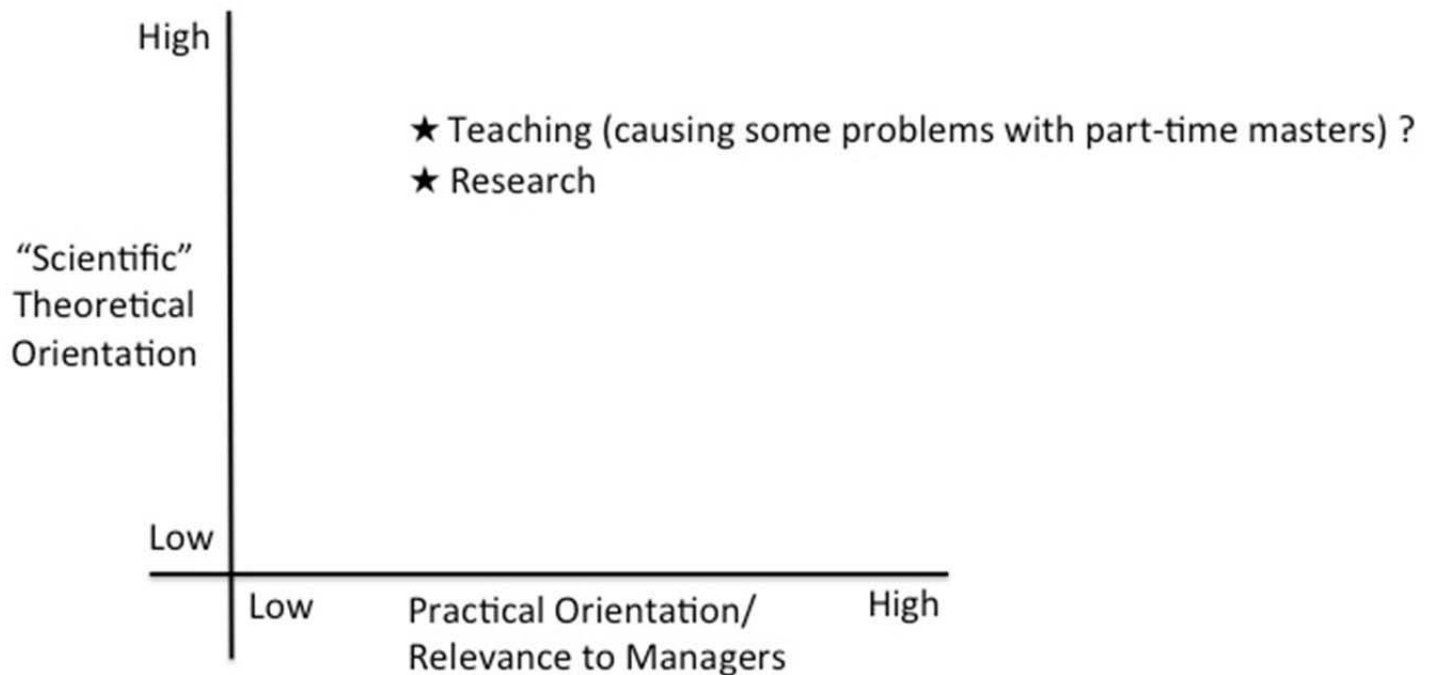 High
★ Teaching (causing some problems with part-time masters) ?
★ Research
“Scientific”
Theoretical
Orientation
Low
Low
Practical Orientation/
Relevance to Managers
High